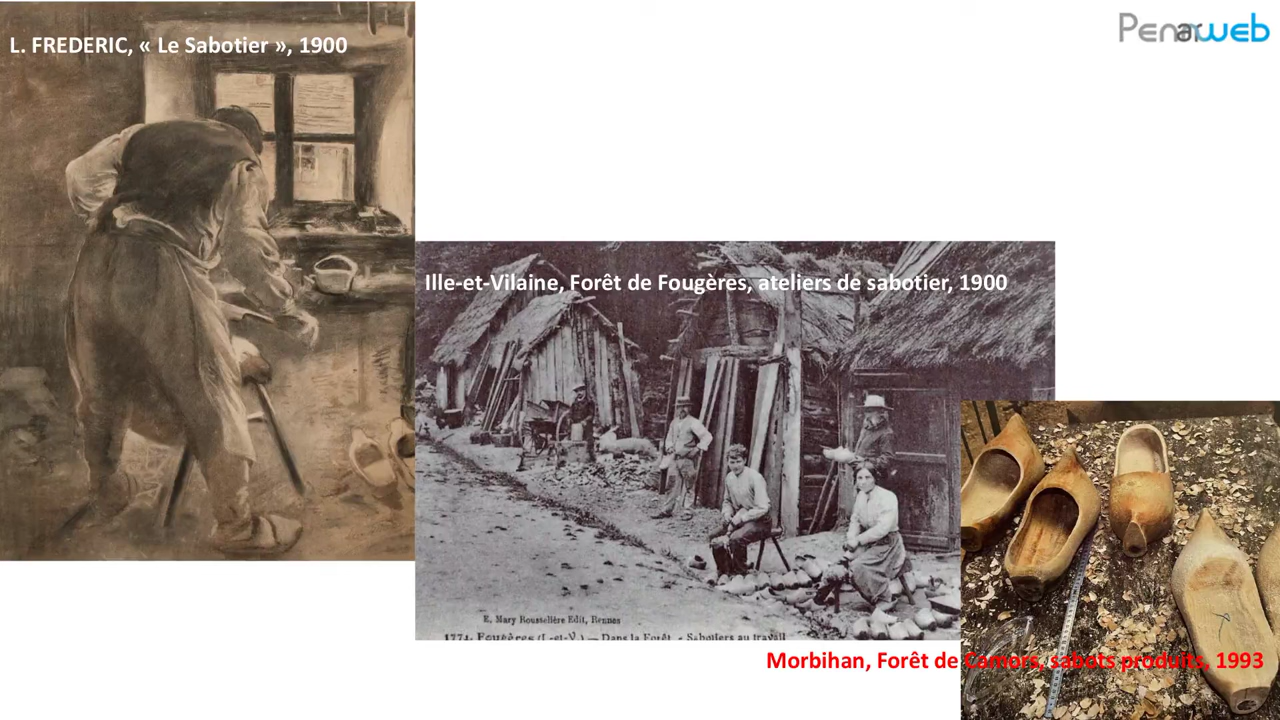 L. FREDERIC, « Le Sabotier », 1900
Penarweb
Ille-et-Vilaine, Forêt de Fougères, ateliers de sabotier, 1900
E. Mary Rousselière Edit, Rennes
1774. Fougères (I.-et-V.) — Dans la Forêt. - Sabotiers au travail
Morbihan, Forêt de Camors, sabots produits, 1993